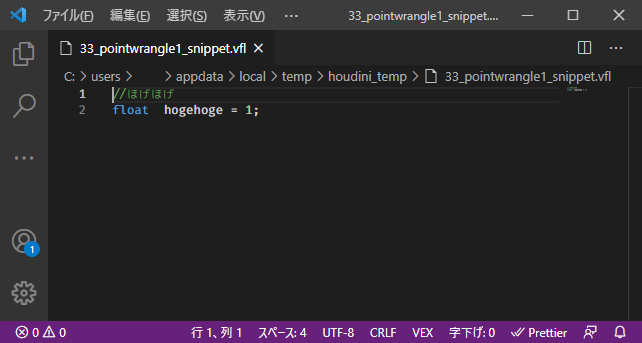 ファイル(F) 編集(E) 選択(S) 表示(V) ··· 33_pointwrangle1_snippet.vfl....
33_pointwrangle1_snippet.vfl
C: > users > > appdata > local > temp > houdini_temp > 33_pointwrangle1_snippet.vfl
1 //ほげほげ
2 float hogehoge = 1;
1
0 0 行 1、列 1 スペース: 4 UTF-8 CRLF VEX 字下げ: 0 Prettier